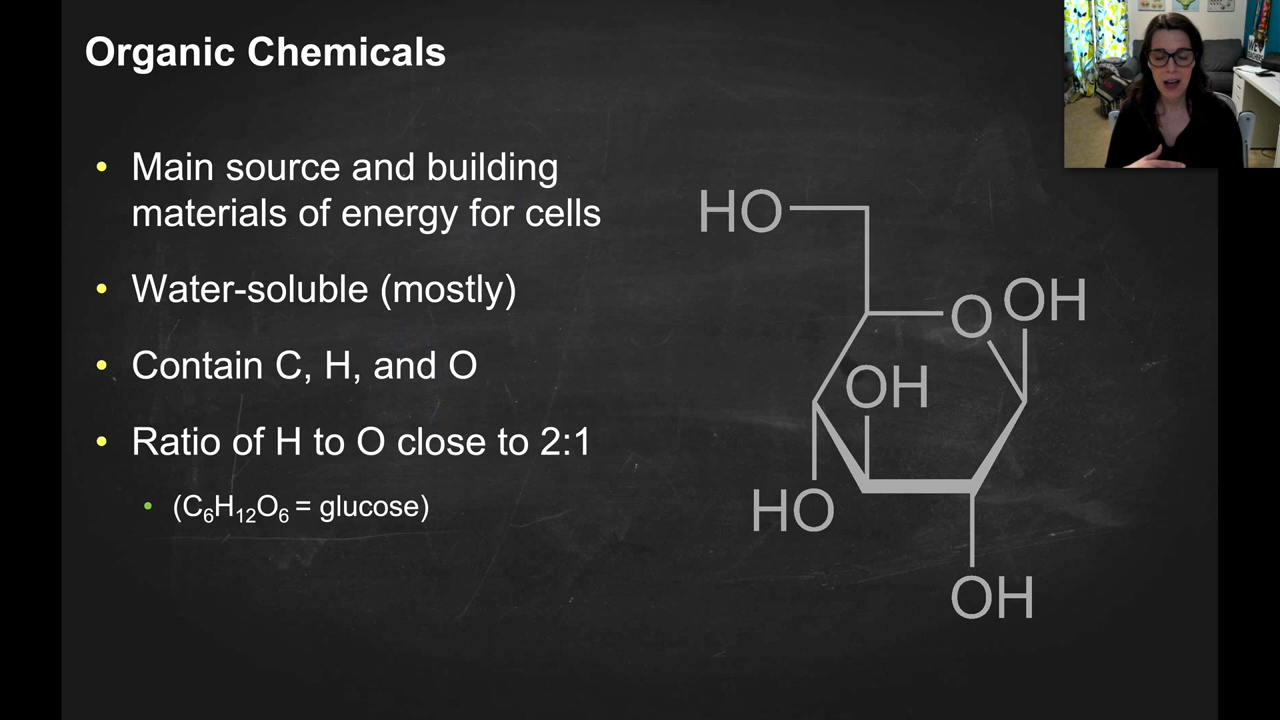 Organic Chemicals
• Main source and building
materials of energy for cells
• Water-soluble (mostly)
• Contain C, H, and O
• Ratio of H to O close to 2:1
• (C₆H₁₂O₆ = glucose)
HO
O
OH
OH
HO
OH